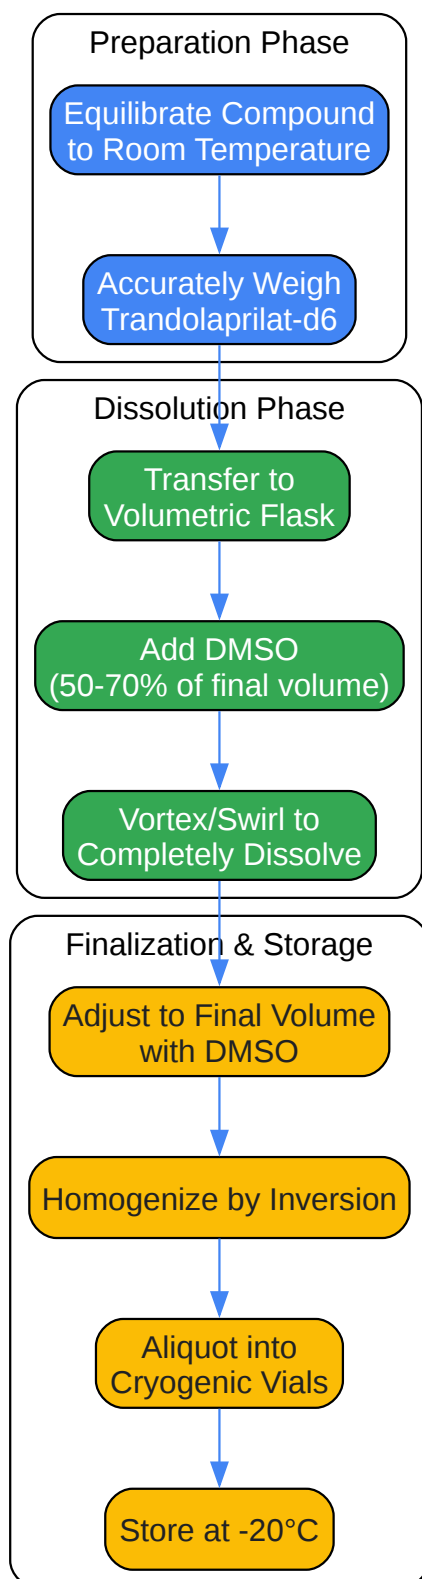 Preparation Phase
Equilibrate Compound
to Room Temperature
Accurately Weigh
Trandolaprilat-d6
Dissolution Phase
Transfer to
Volumetric Flask
Add DMSO
(50-70% of final volume)
Vortex/Swirl to
Completely Dissolve
Finalization & Storage
Adjust to Final Volume
with DMSO
Homogenize by Inversion
Aliquot into
Cryogenic Vials
Store at -20°C